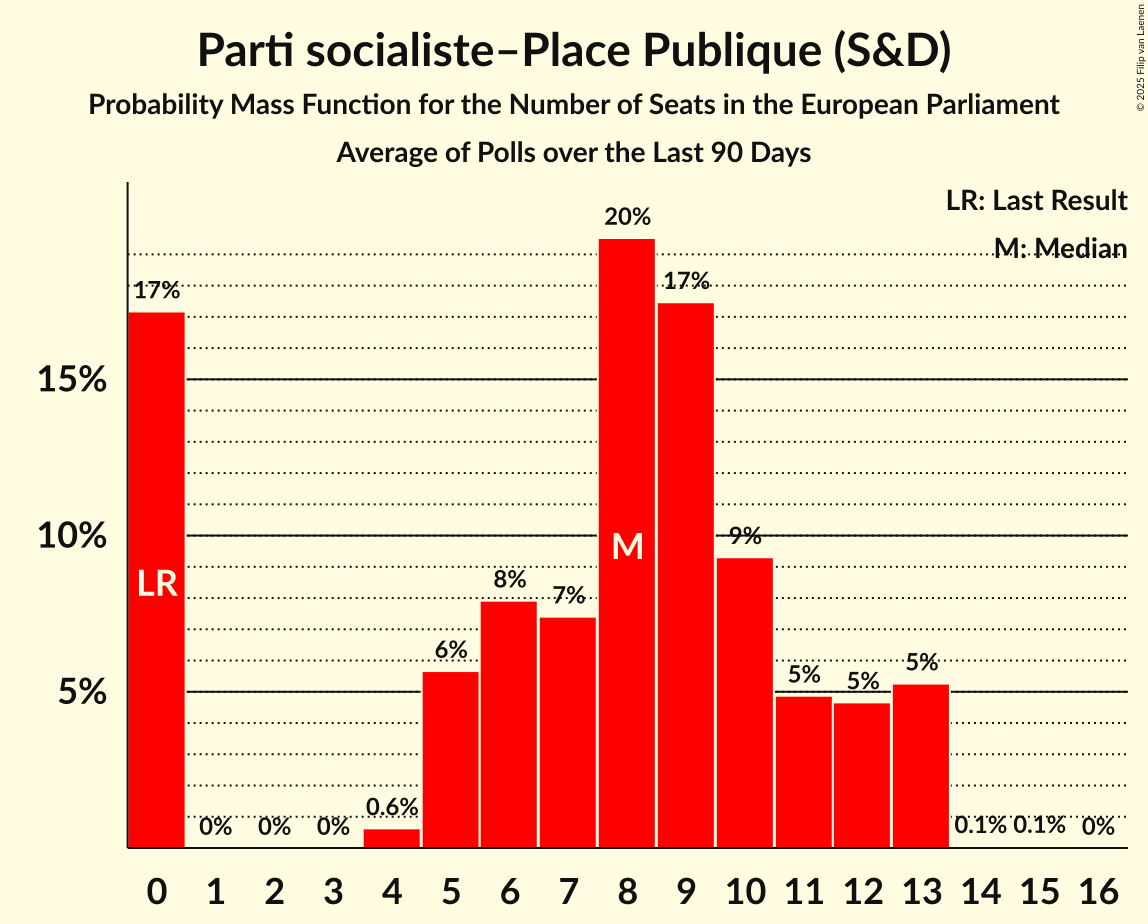 Parti socialiste–Place Publique (S&D)
Probability Mass Function for the Number of Seats in the European Parliament
Average of Polls over the Last 90 Days
© 2025 Filip van Laenen
LR: Last Result
M: Median
20%
17%
17%
15%
10%
9%
M
LR
8%
7%
6%
5%
5%
5%
5%
0.6%
0%
0%
0%
0.1%
0.1%
0%
0 1 2 3 4 5 6 7 8 9 10 11 12 13 14 15 16